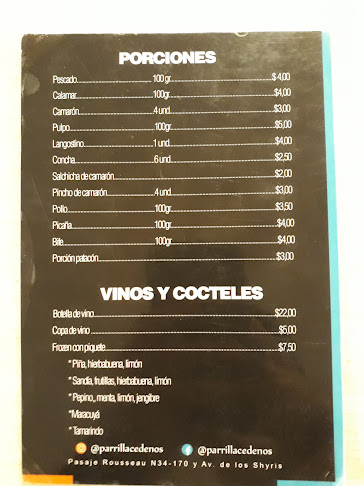 PORCIONES
Pescado 100 gr $ 4,00
Calamar 100gr $4,00
Camarón 4 und. $3,00
Pulpo 100gr $5,00
Langostino 1 und $4,00
Concha 6 und $2,50
Salchicha de camarón $2,00
Pincho de camarón 4 und. $3,00
Pollo 100gr $3,50
Picaña 100gr $4,00
Bife 100gr $4,00
Porción patacón $3,00
VINOS Y COCTELES
Botella de vino $22,00
Copa de vino $5,00
Frozen con piquete $7,50
* Piña, hierbabuena, limón
* Sandía, frutillas, hierbabuena, limón
* Pepino,, menta, limón, jengibre
*Maracuyá
* Tamarindo
@parrillacedenos @parrillacedenos
Pasaje Rousseau N34-170 y Av. de los Shyris